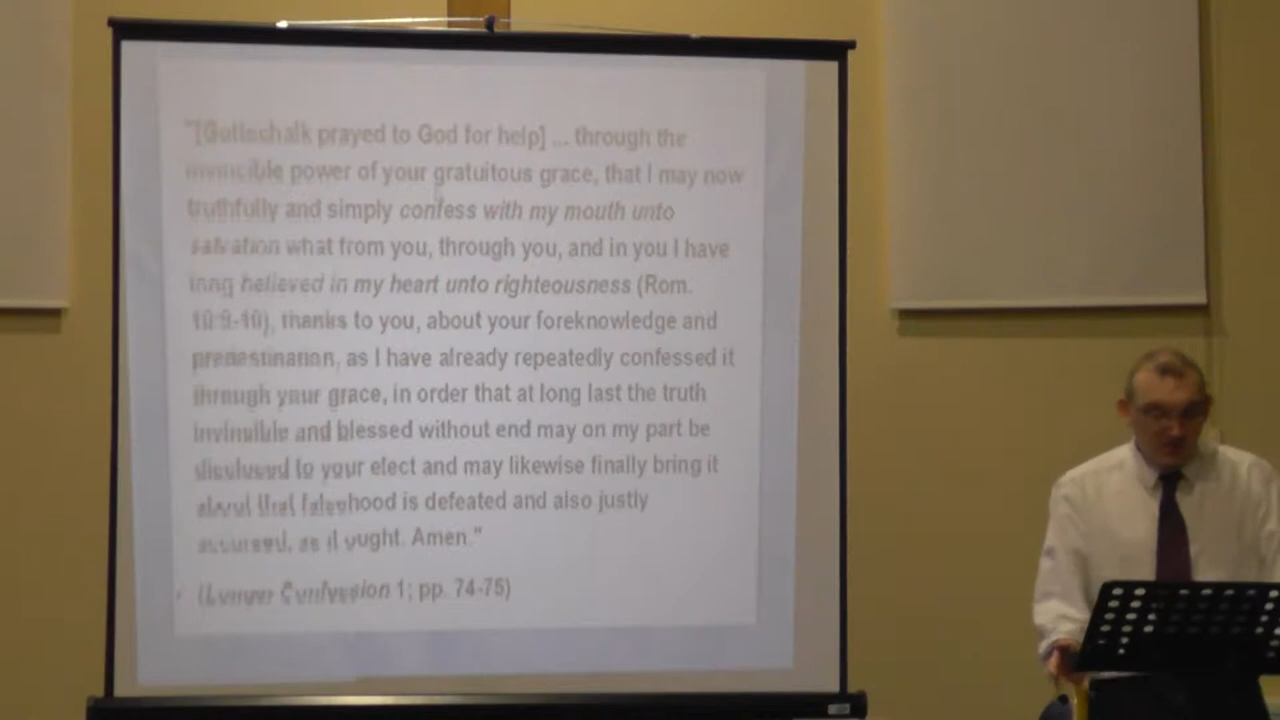 "[Gottschalk prayed to God for help] ... through the
invincible power of your gratuitous grace, that I may now
truthfully and simply confess with my mouth unto
salvation what from you, through you, and in you I have
long believed in my heart unto righteousness (Rom.
10:9-10), thanks to you, about your foreknowledge and
predestination, as I have already repeatedly confessed it
through your grace, in order that at long last the truth
invincible and blessed without end may on my part be
disclosed to your elect and may likewise finally bring it
about that falsehood is defeated and also justly
accursed, as it ought. Amen."
(Longer Confession 1; pp. 74-75)